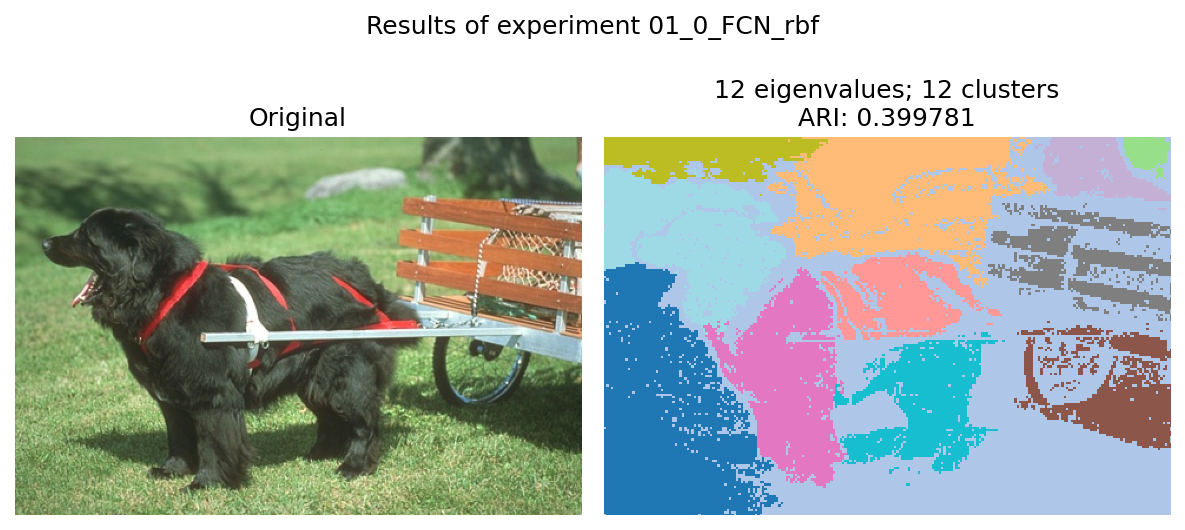 Results of experiment 01_0_FCN_rbf
Original
12 eigenvalues; 12 clusters
ARI: 0.399781